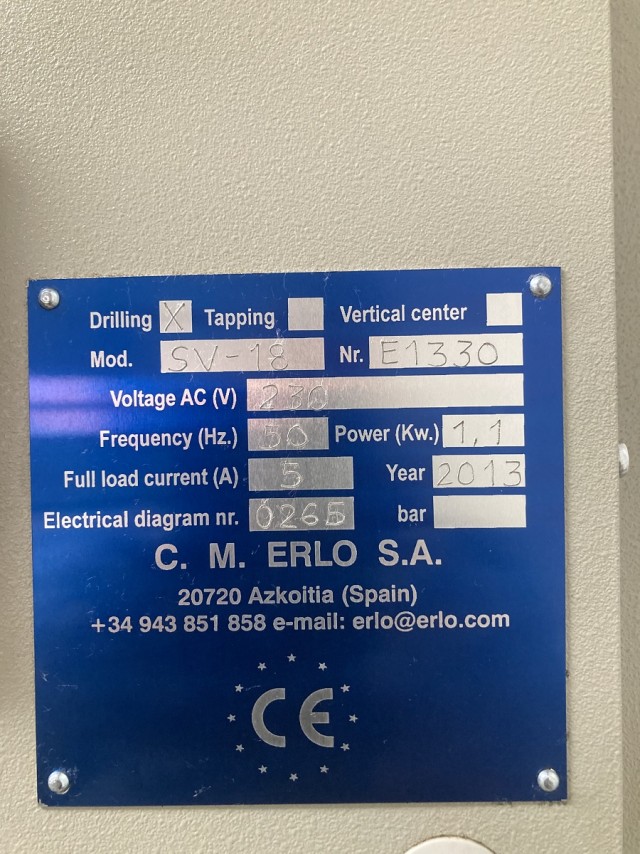 Drilling X Tapping Vertical center
Mod. SV-18 Nr. E1330
Voltage AC (V) 230
Frequency (Hz.) 50 Power (Kw.) 1,1
Full load current (A) 5 Year 2013
Electrical diagram nr. 0265 bar
C. M. ERLO S.A.
20720 Azkoitia (Spain)
+34 943 851 858 e-mail: erlo@erlo.com
CE